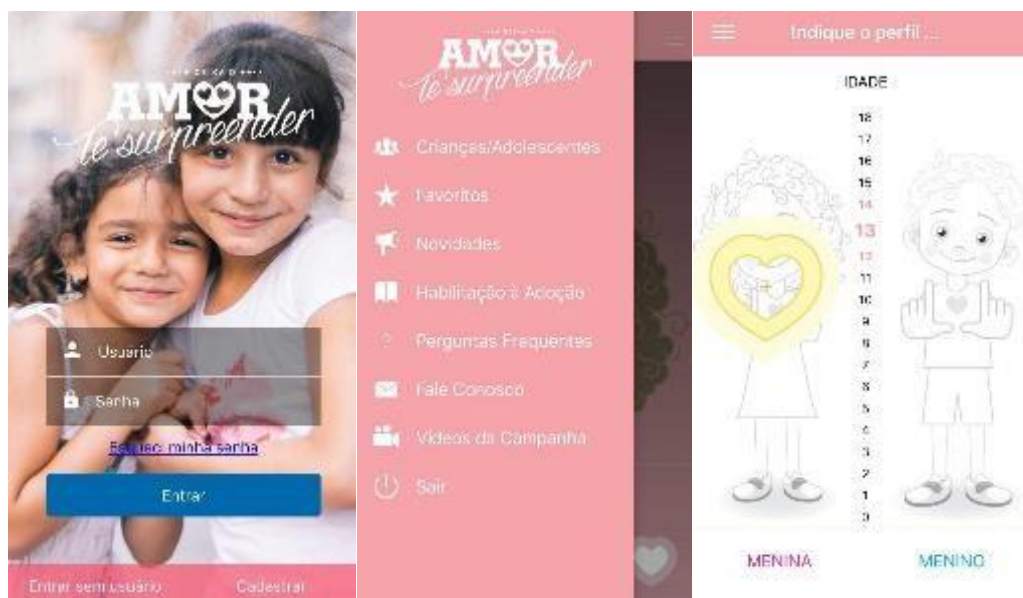 AMOR
te surpreender
Usuario
Senha
Esqueci minha senha
Entrar
Entrar sem usuário
Cadastrar
AMOR
te surpreender
Crianças/Adolescentes
Favoritos
Novidades
Habilitação à Adoção
Perguntas Frequentes
Fale Conosco
Vídeos da Campanha
Sair
Indique o perfil ...
IDADE
18
17
16
15
14
13
12
11
10
9
8
7
6
5
4
3
2
1
0
MENINA
MENINO